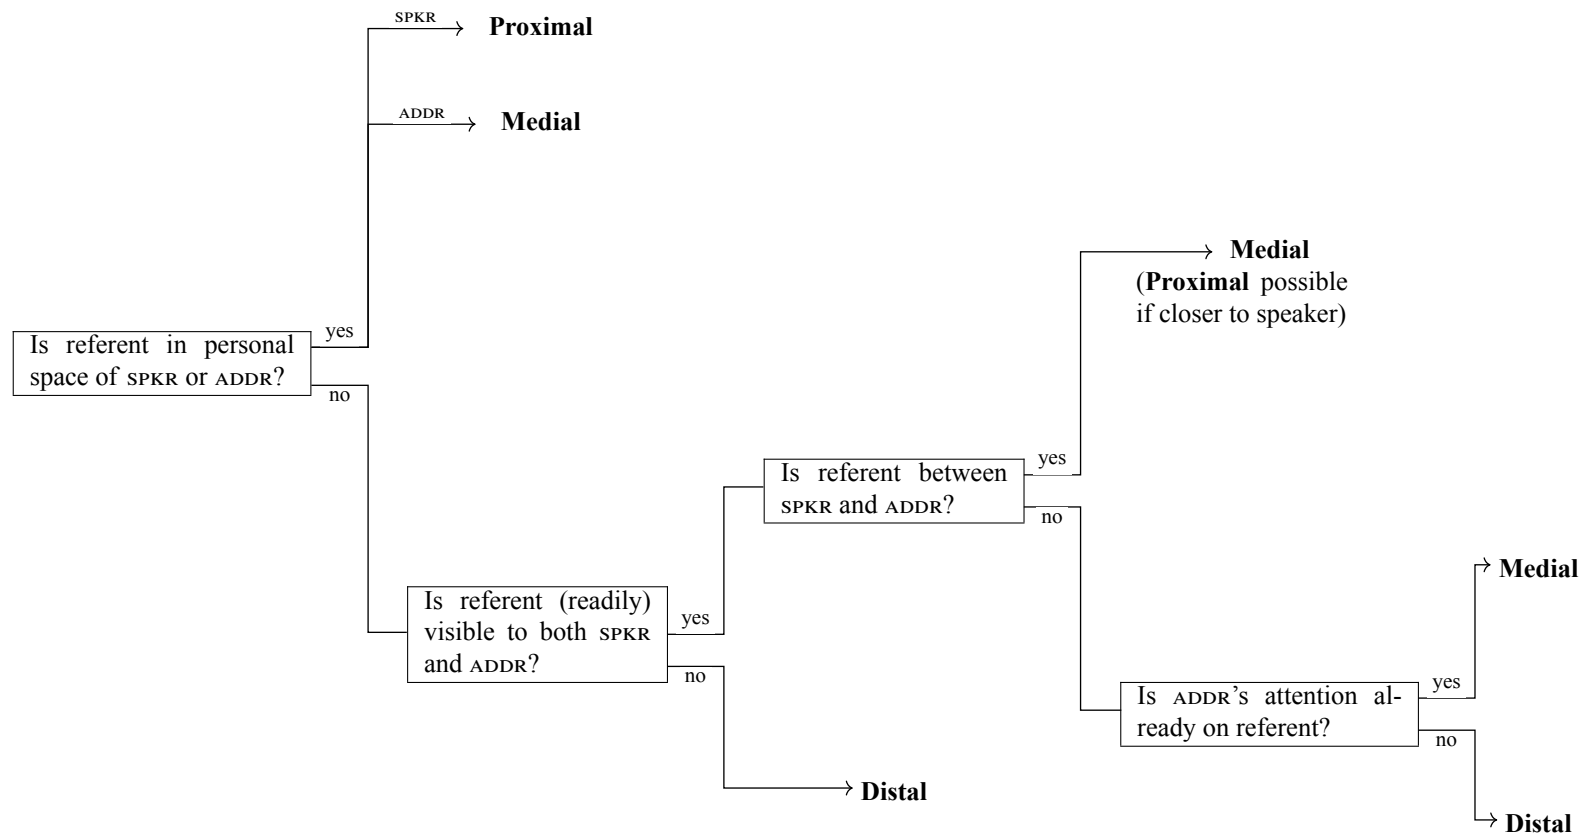 SPKR
Proximal
ADDR
Medial
Medial
(Proximal possible
if closer to speaker)
yes
Is referent in personal
space of SPKR or ADDR?
no
yes
Is referent between
SPKR and ADDR?
no
Medial
Is referent (readily)
visible to both SPKR
and ADDR?
yes
no
yes
Is ADDR's attention al-
ready on referent?
no
Distal
Distal